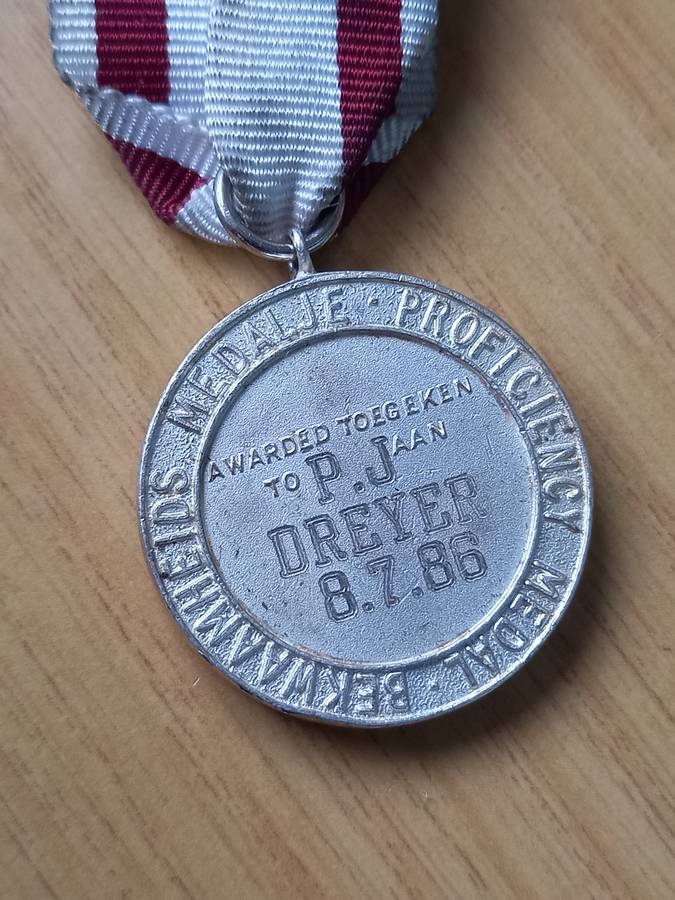 BEKWAAMHEIDS MEDALJE · PROFICIENCY MEDAL ·
AWARDED TOEGEKEN
TO P.J AAN
DREYER
8.7.86